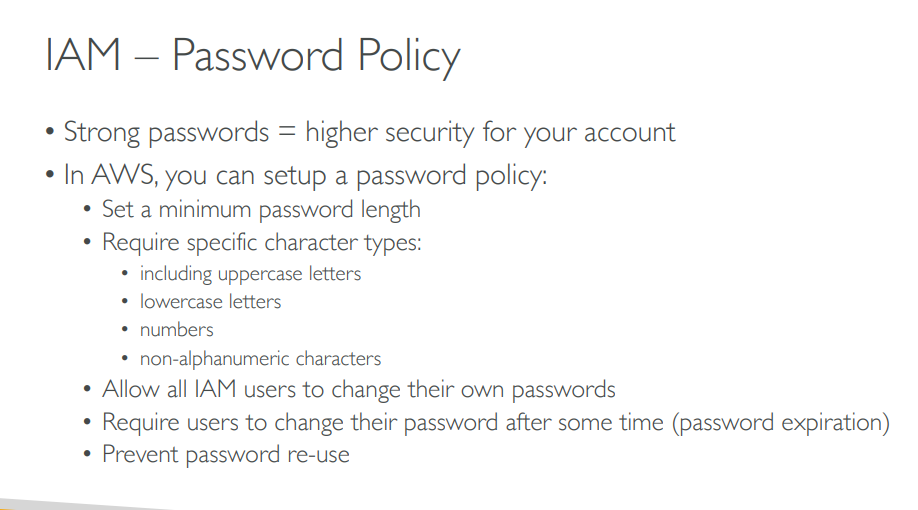 IAM – Password Policy
• Strong passwords = higher security for your account
• In AWS, you can setup a password policy:
• Set a minimum password length
• Require specific character types:
• including uppercase letters
• lowercase letters
• numbers
• non-alphanumeric characters
• Allow all IAM users to change their own passwords
• Require users to change their password after some time (password expiration)
• Prevent password re-use